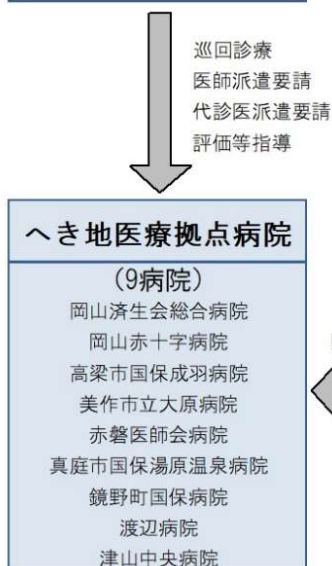 巡回診療
医師派遣要請
代診医派遣要請
評価等指導
へき地医療拠点病院
(9病院)
岡山済生会総合病院
岡山赤十字病院
高梁市国保成羽病院
美作市立大原病院
赤磐医師会病院
真庭市国保湯原温泉病院
鏡野町国保病院
渡辺病院
津山中央病院